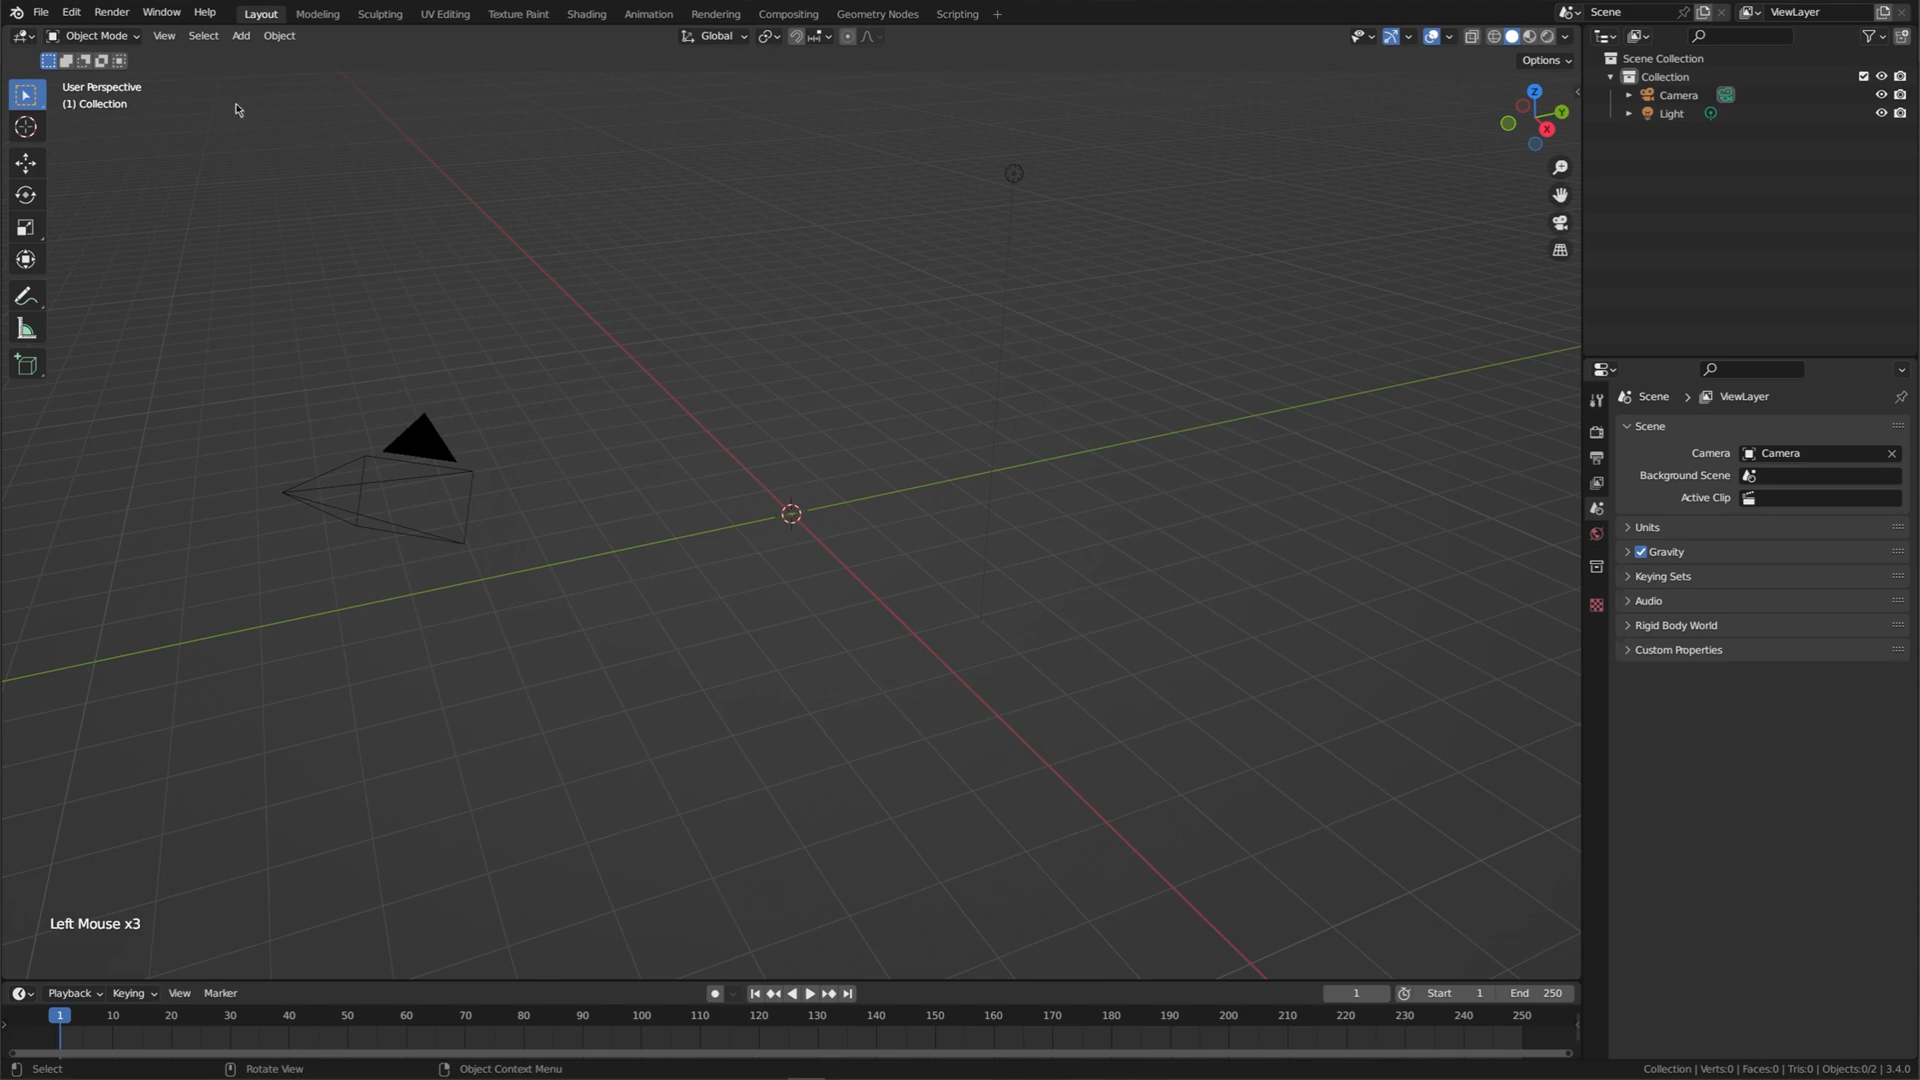 File Edit Render Window Help Layout Modeling Sculpting UV Editing Texture Paint Shading Animation Rendering Compositing Geometry Nodes Scripting + Scene ViewLayer
Object Mode View Select Add Object Global
Options
User Perspective
(1) Collection
Z
Y
X
Left Mouse x3
Scene Collection
Collection
Camera
Light
Scene > ViewLayer
Scene
Camera Camera
Background Scene
Active Clip
Units
Gravity
Keying Sets
Audio
Rigid Body World
Custom Properties
Playback Keying View Marker 1 Start 1 End 250
1 10 20 30 40 50 60 70 80 90 100 110 120 130 140 150 160 170 180 190 200 210 220 230 240 250
Select Rotate View Object Context Menu Collection | Verts:0 | Faces:0 | Tris:0 | Objects:0/2 | 3.4.0